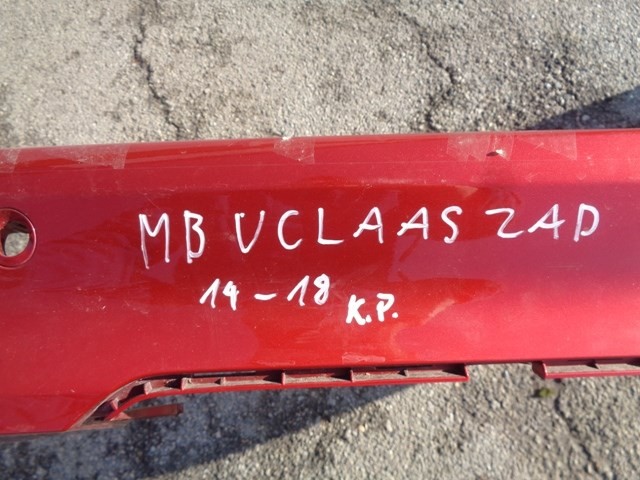 MB VCLAAS ZAD
14-18 K.P.